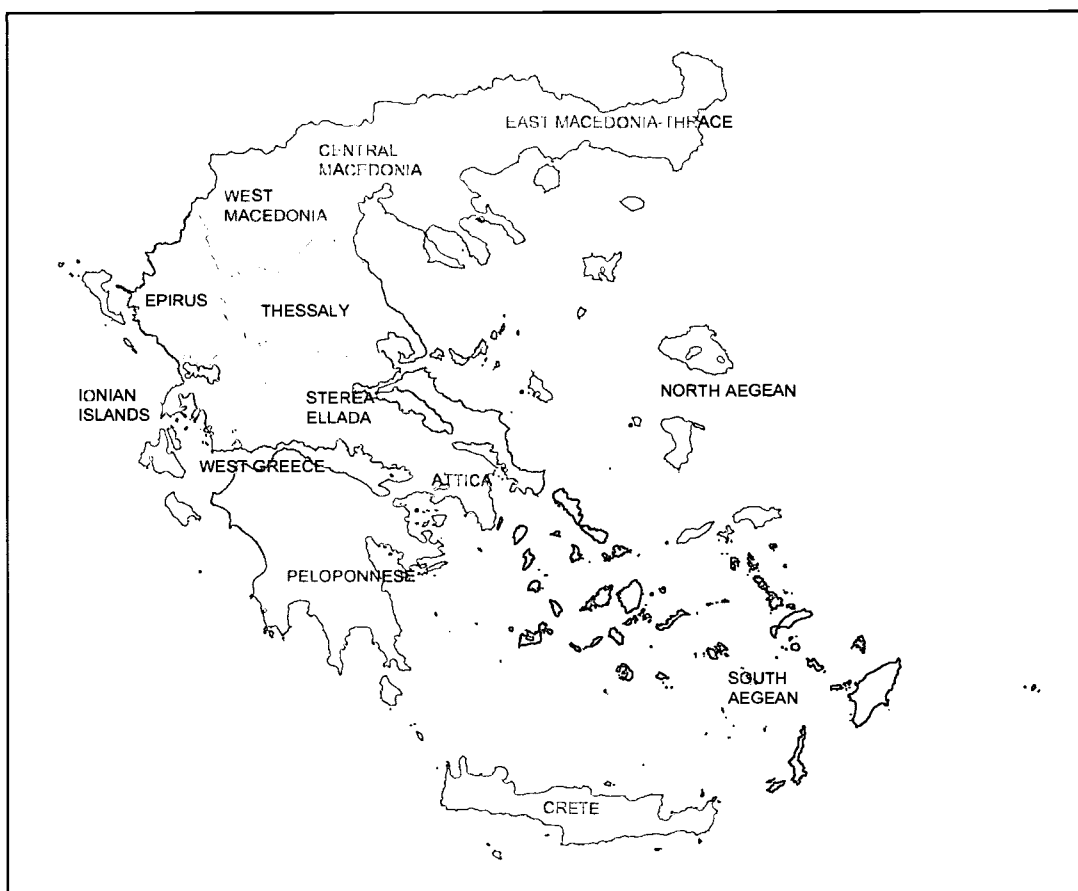 EAST MACEDONIA-THRACE
CENTRAL
MACEDONIA
WEST
MACEDONIA
EPIRUS
THESSALY
IONIAN
ISLANDS
STEREA
ELLADA
NORTH AEGEAN
WEST GREECE
ATTICA
PELOPONNESE
SOUTH
AEGEAN
CRETE